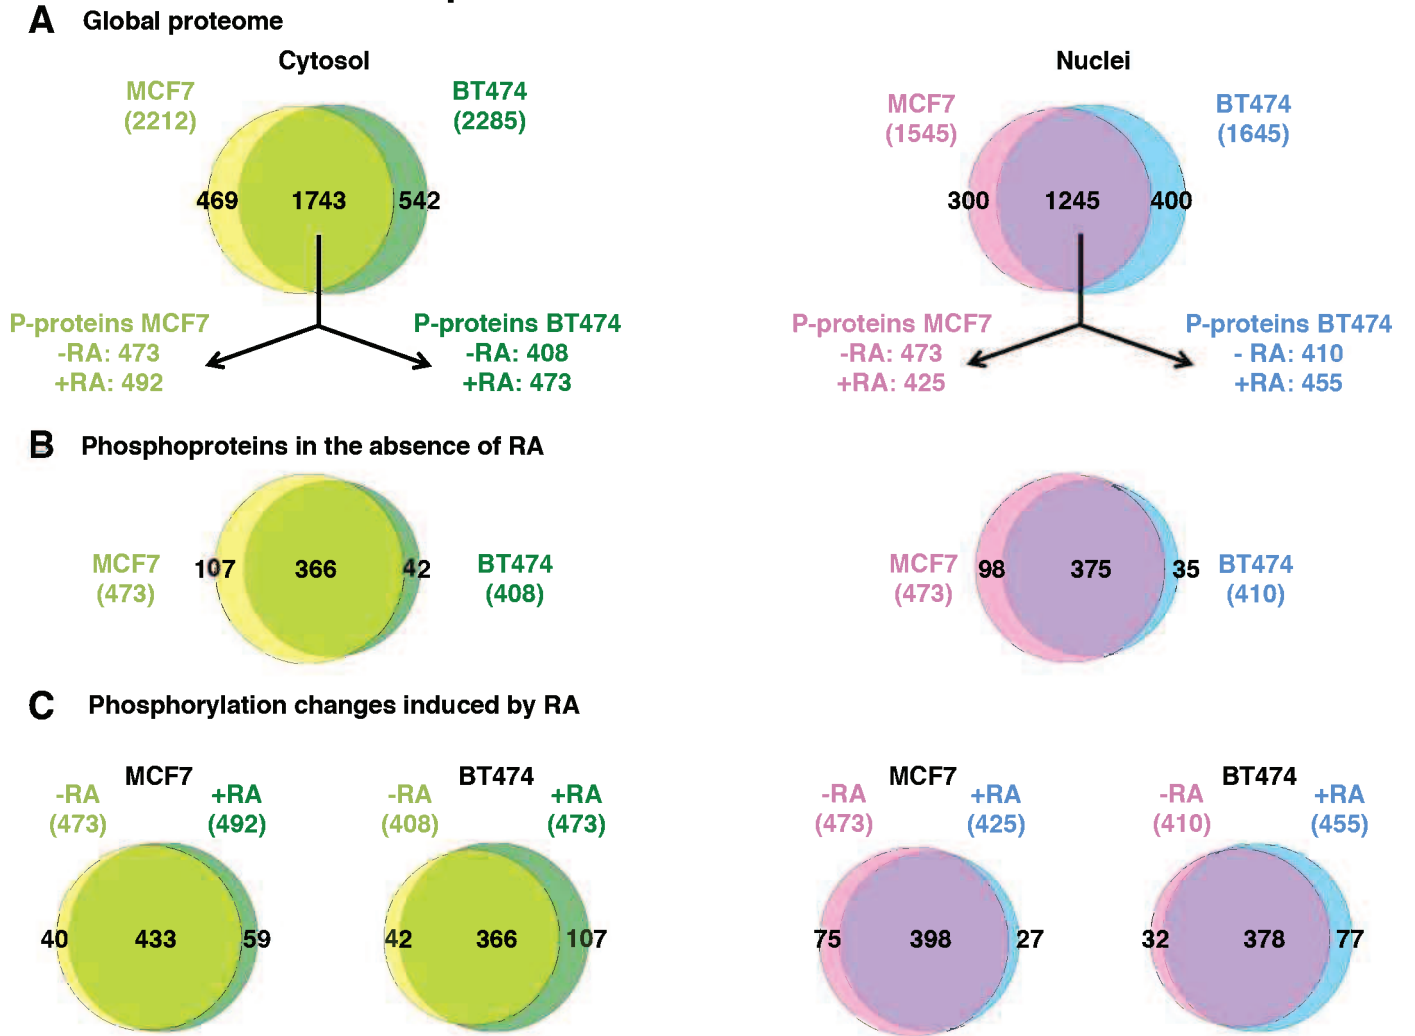 A Global proteome
Cytosol
MCF7
(2212)
BT474
(2285)
469 1743 542
P-proteins MCF7
-RA: 473
+RA: 492
P-proteins BT474
-RA: 408
+RA: 473
Nuclei
MCF7
(1545)
BT474
(1645)
300 1245 400
P-proteins MCF7
-RA: 473
+RA: 425
P-proteins BT474
- RA: 410
+RA: 455
B Phosphoproteins in the absence of RA
MCF7
(473)
107 366 42
BT474
(408)
MCF7
(473)
98 375 35
BT474
(410)
C Phosphorylation changes induced by RA
MCF7
-RA
(473)
+RA
(492)
40 433 59
BT474
-RA
(408)
+RA
(473)
42 366 107
MCF7
-RA
(473)
+RA
(425)
75 398 27
BT474
-RA
(410)
+RA
(455)
32 378 77